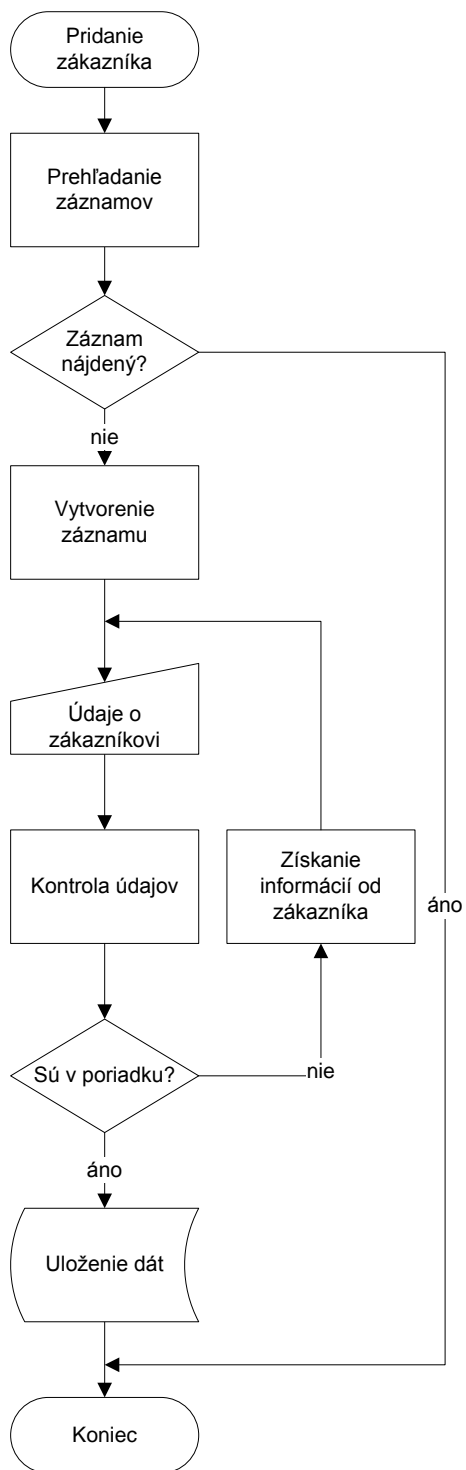 Pridanie
zákazníka
Prehľadanie
záznamov
Záznam
nájdený?
nie
Vytvorenie
záznamu
Údaje o
zákazníkovi
Kontrola údajov
Získanie
informácií od
zákazníka
áno
Sú v poriadku?
nie
áno
Uloženie dát
Koniec